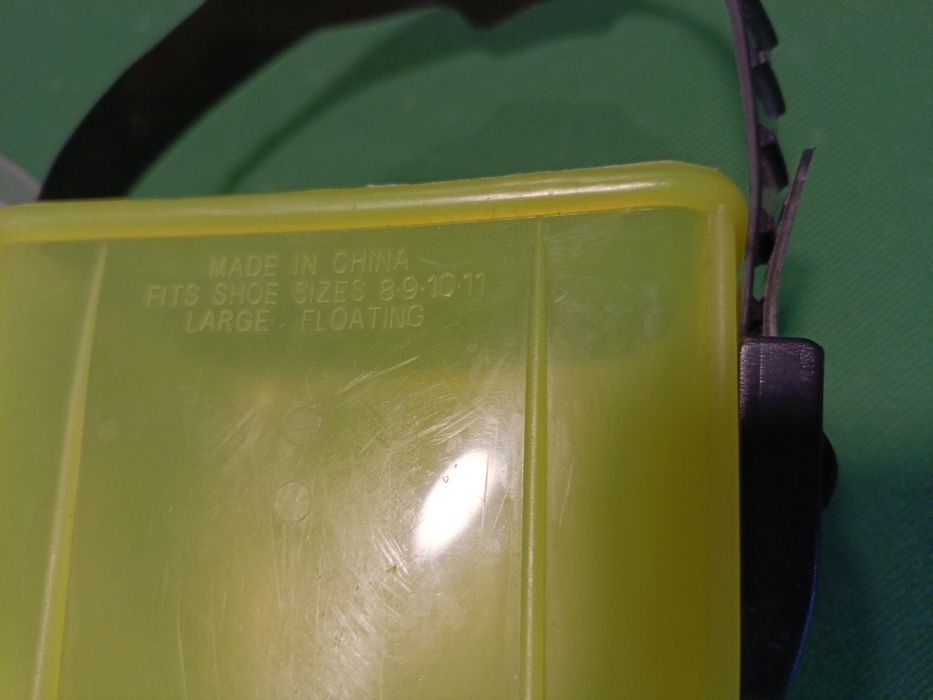 MADE IN CHINA
FITS SHOE SIZES 8·9·10·11
LARGE · FLOATING